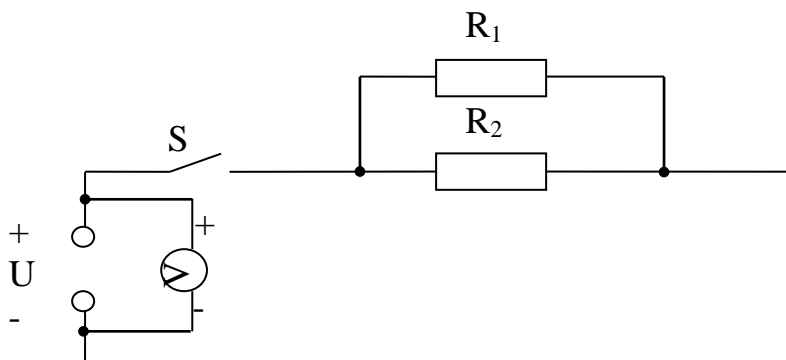 R₁
R₂
S
+
+
U
V
-
-